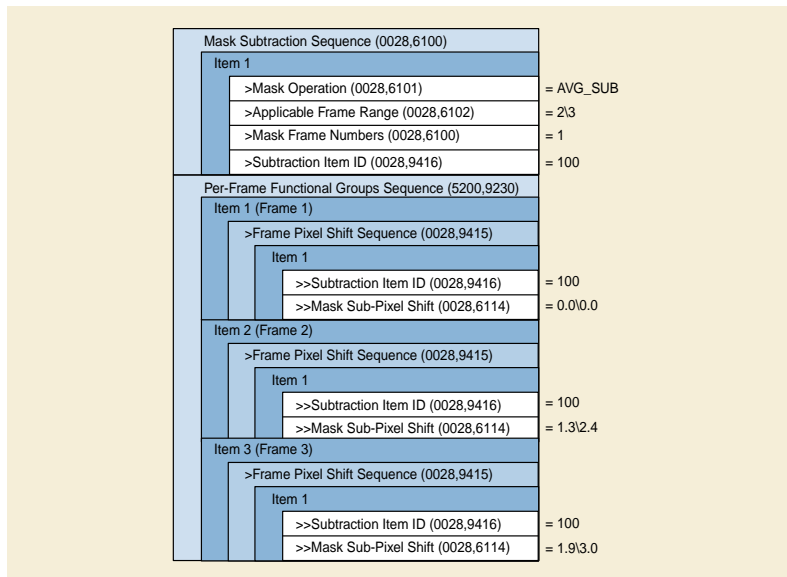 Mask Subtraction Sequence (0028,6100)
Item 1
>Mask Operation (0028,6101) = AVG_SUB
>Applicable Frame Range (0028,6102) = 2\3
>Mask Frame Numbers (0028,6100) = 1
>Subtraction Item ID (0028,9416) = 100
Per-Frame Functional Groups Sequence (5200,9230)
Item 1 (Frame 1)
>Frame Pixel Shift Sequence (0028,9415)
Item 1
>>Subtraction Item ID (0028,9416) = 100
>>Mask Sub-Pixel Shift (0028,6114) = 0.0\0.0
Item 2 (Frame 2)
>Frame Pixel Shift Sequence (0028,9415)
Item 1
>>Subtraction Item ID (0028,9416) = 100
>>Mask Sub-Pixel Shift (0028,6114) = 1.3\2.4
Item 3 (Frame 3)
>Frame Pixel Shift Sequence (0028,9415)
Item 1
>>Subtraction Item ID (0028,9416) = 100
>>Mask Sub-Pixel Shift (0028,6114) = 1.9\3.0